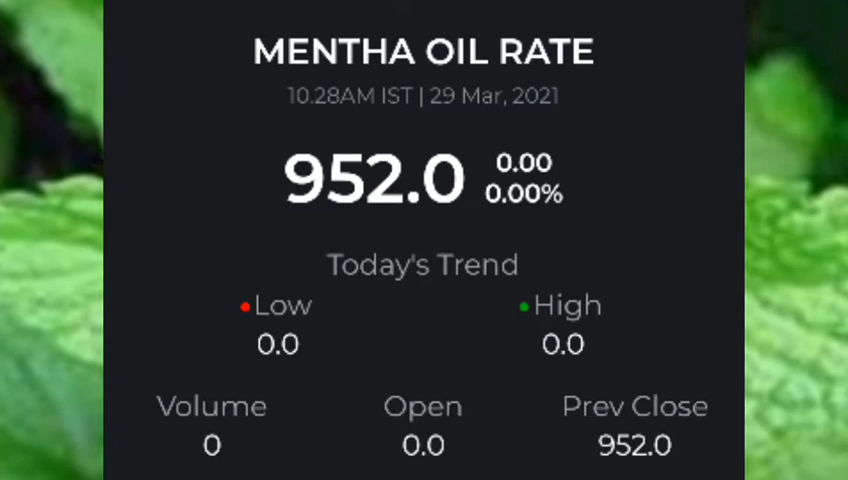 MENTHA OIL RATE
10.28AM IST | 29 Mar, 2021
952.0 0.00
0.00%
Today's Trend
Low High
0.0 0.0
Volume Open Prev Close
0 0.0 952.0